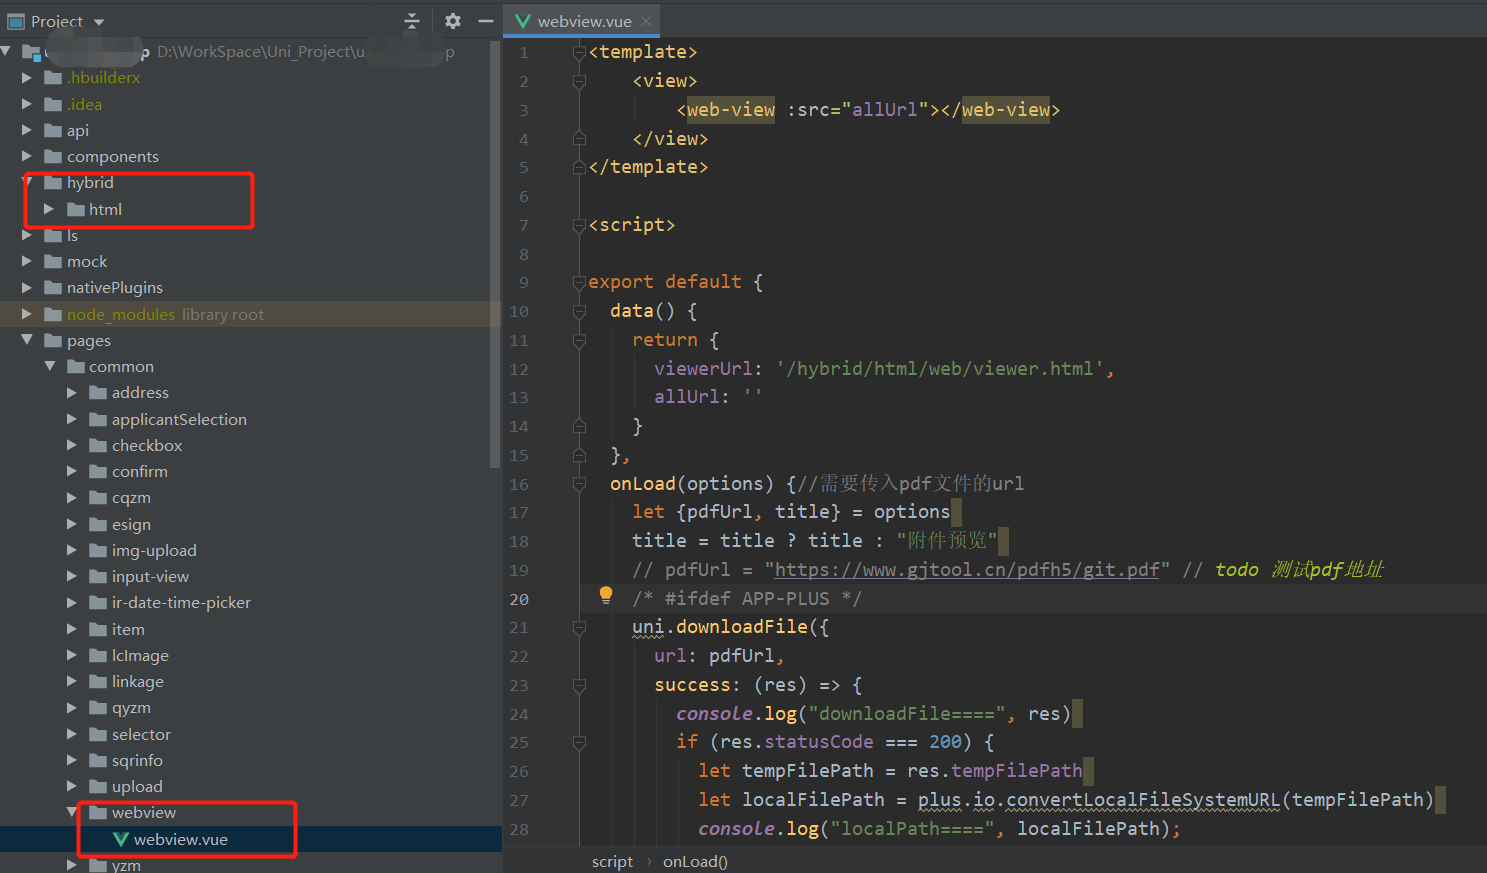 Project
webview.vue
p D:\WorkSpace\Uni_Project\u p
.hbuilderx
.idea
api
components
hybrid
html
ls
mock
nativePlugins
node_modules library root
pages
common
address
applicantSelection
checkbox
confirm
cqzm
esign
img-upload
input-view
ir-date-time-picker
item
lcImage
linkage
qyzm
selector
sqrinfo
upload
webview
webview.vue
yzm
1 <template>
2 <view>
3 <web-view :src="allUrl"></web-view>
4 </view>
5 </template>
6
7 <script>
8
9 export default {
10 data() {
11 return {
12 viewerUrl: '/hybrid/html/web/viewer.html',
13 allUrl: ''
14 }
15 },
16 onLoad(options) {//需要传入pdf文件的url
17 let {pdfUrl, title} = options
18 title = title ? title : "附件预览"
19 // pdfUrl = "https://www.gjtool.cn/pdfh5/git.pdf" // todo 测试pdf地址
20 /* #ifdef APP-PLUS */
21 uni.downloadFile({
22 url: pdfUrl,
23 success: (res) => {
24 console.log("downloadFile====", res)
25 if (res.statusCode === 200) {
26 let tempFilePath = res.tempFilePath
27 let localFilePath = plus.io.convertLocalFileSystemURL(tempFilePath)
28 console.log("localPath====", localFilePath);
script › onLoad()